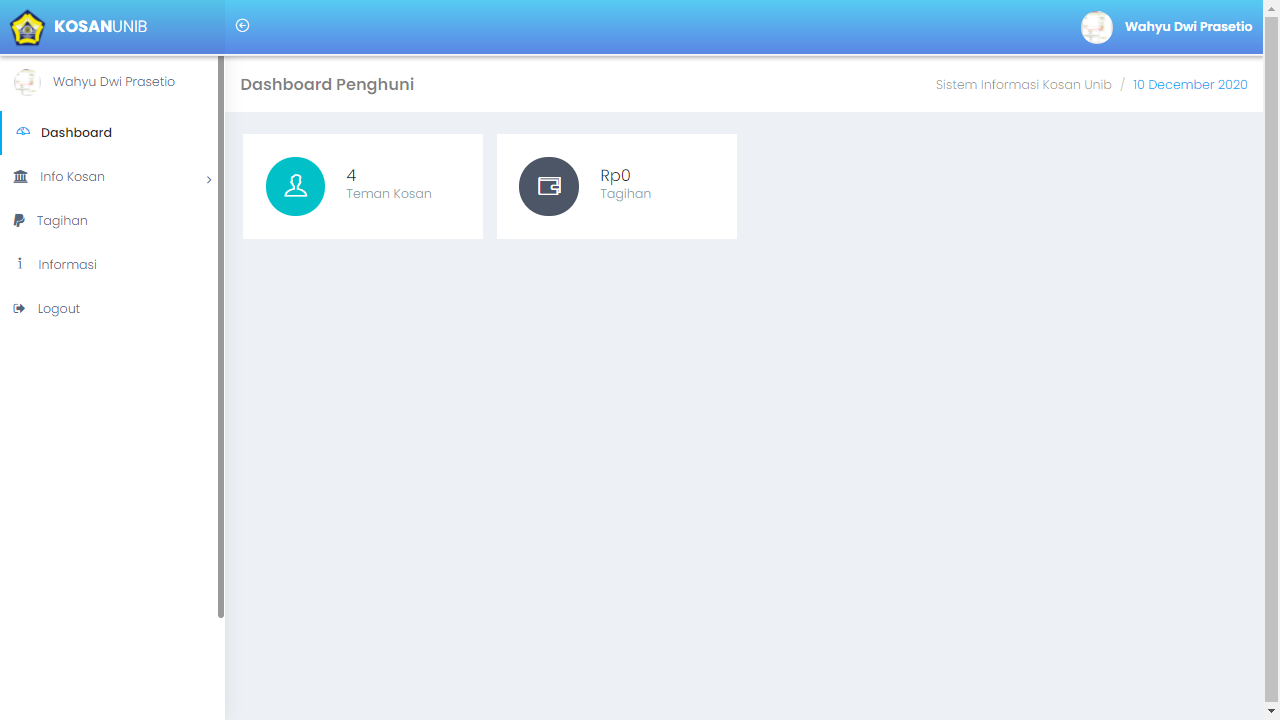 KOSANUNIB
Wahyu Dwi Prasetio
Wahyu Dwi Prasetio
Dashboard
Info Kosan
Tagihan
Informasi
Logout
Dashboard Penghuni
Sistem Informasi Kosan Unib / 10 December 2020
4
Teman Kosan
Rp0
Tagihan